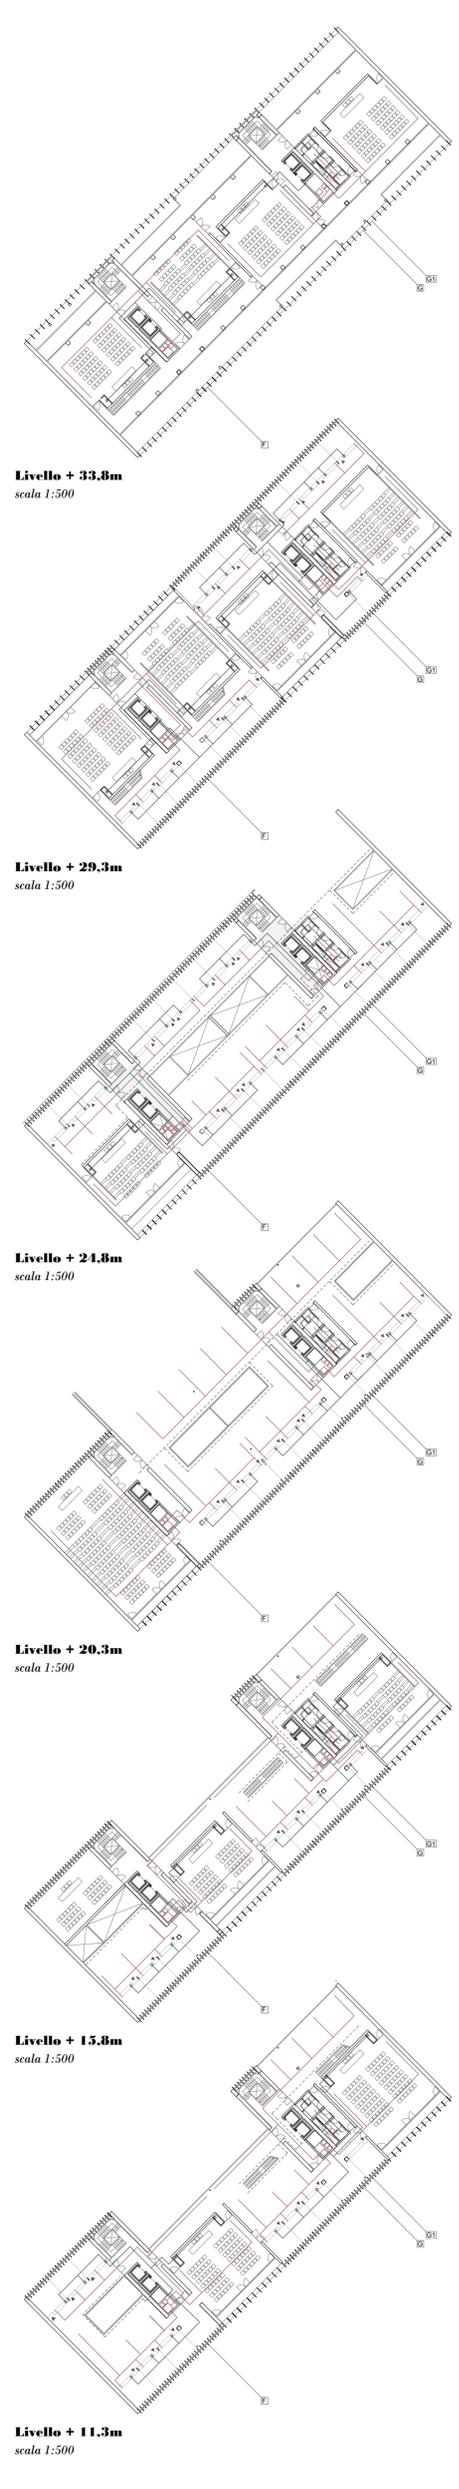 G1
G
F
Livello + 33,8m
scala 1:500
G1
G
F
Livello + 29,3m
scala 1:500
G1
G
F
Livello + 24,8m
scala 1:500
G1
G
F
Livello + 20,3m
scala 1:500
G1
G
F
Livello + 15,8m
scala 1:500
G1
G
F
Livello + 11,3m
scala 1:500